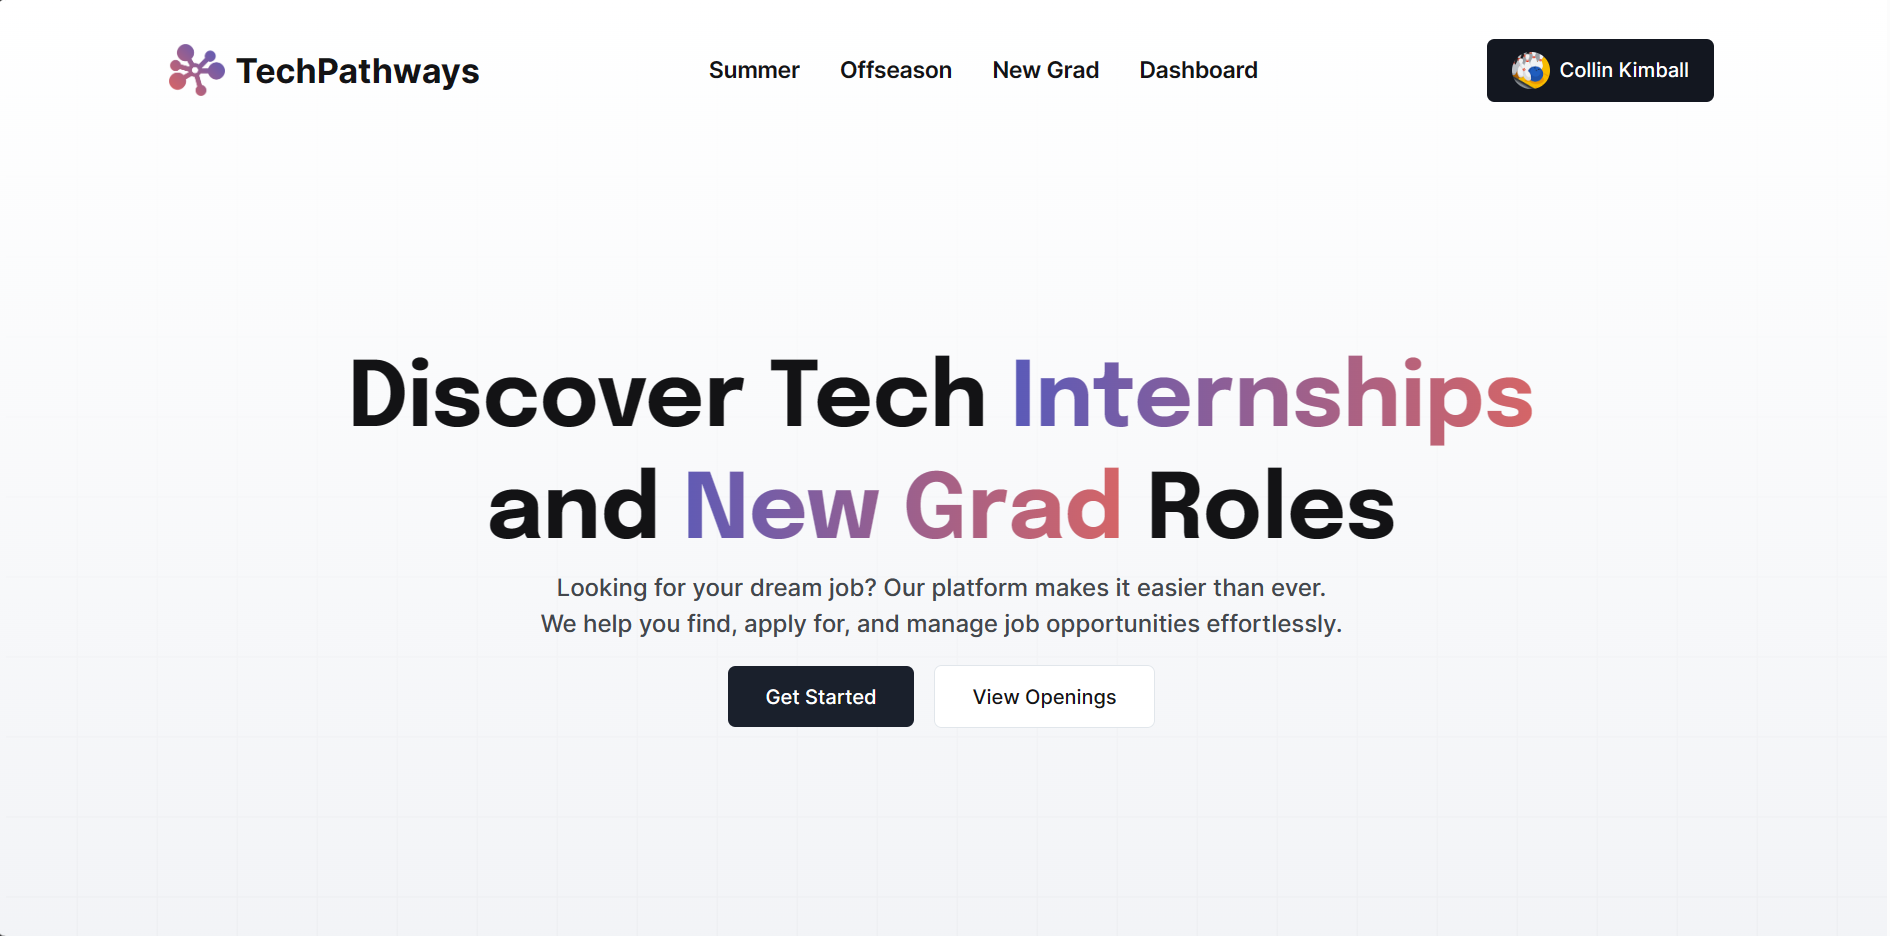 TechPathways
Summer
Offseason
New Grad
Dashboard
Collin Kimball
Discover Tech Internships
and New Grad Roles
Looking for your dream job? Our platform makes it easier than ever.
We help you find, apply for, and manage job opportunities effortlessly.
Get Started
View Openings